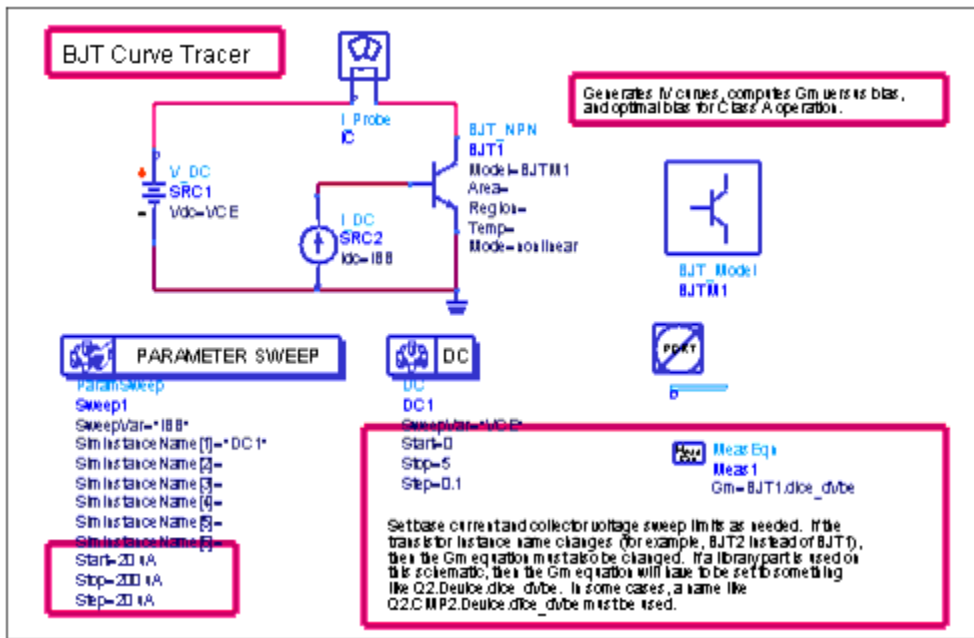 BJT Curve Tracer
I_Probe
IC
Generates IV curves, computes Gm versus bias,
and optimal bias for Class A operation.
BJT_NPN
BJT1
Model=BJTM1
Area=
Region=
Temp=
Mode=nonlinear
V_DC
SRC1
Vdc=VCE
I_DC
SRC2
Idc=IBB
BJT_Model
BJTM1
PARAMETER SWEEP
ParamSweep
Sweep1
SweepVar="IBB"
SimInstanceName[1]="DC1"
SimInstanceName[2]=
SimInstanceName[3]=
SimInstanceName[4]=
SimInstanceName[5]=
SimInstanceName[6]=
Start=20 uA
Stop=200 uA
Step=20 uA
DC
DC
DC1
SweepVar="VCE"
Start=0
Stop=5
Step=0.1
PORT
MeasEqn
Meas1
Gm=BJT1.dice_dvbe
Set base current and collector voltage sweep limits as needed. If the
transistor instance name changes (for example, BJT2 instead of BJT1),
then the Gm equation must also be changed. If a library part is used on
this schematic, then the Gm equation will have to be set to something
like Q2.Device.dice_dvbe. In some cases, a name like
Q2.CMP2.Device.dice_dvbe must be used.